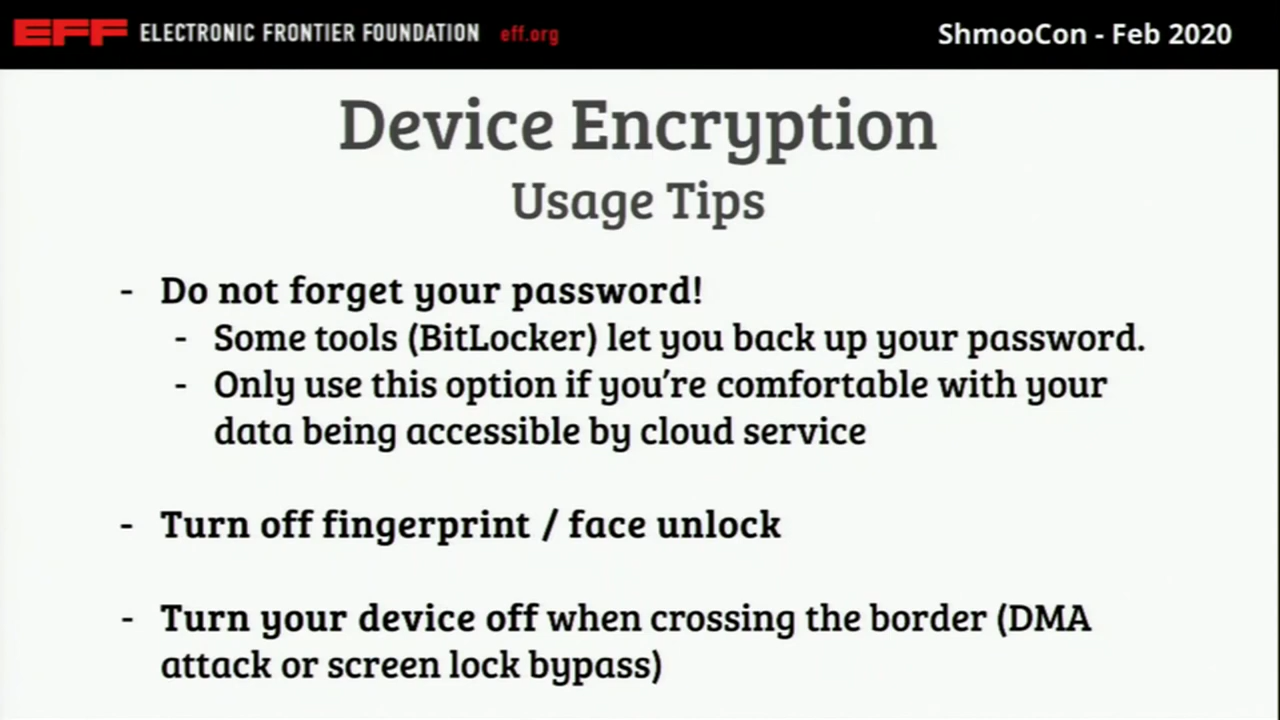 EFF ELECTRONIC FRONTIER FOUNDATION eff.org
ShmooCon - Feb 2020
Device Encryption
Usage Tips
- Do not forget your password!
- Some tools (BitLocker) let you back up your password.
- Only use this option if you’re comfortable with your
data being accessible by cloud service
- Turn off fingerprint / face unlock
- Turn your device off when crossing the border (DMA
attack or screen lock bypass)